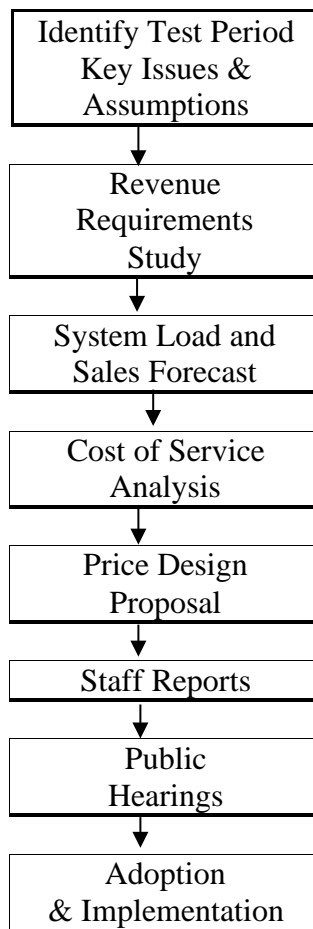 Identify Test Period
Key Issues &
Assumptions
Revenue
Requirements
Study
System Load and
Sales Forecast
Cost of Service
Analysis
Price Design
Proposal
Staff Reports
Public
Hearings
Adoption
& Implementation